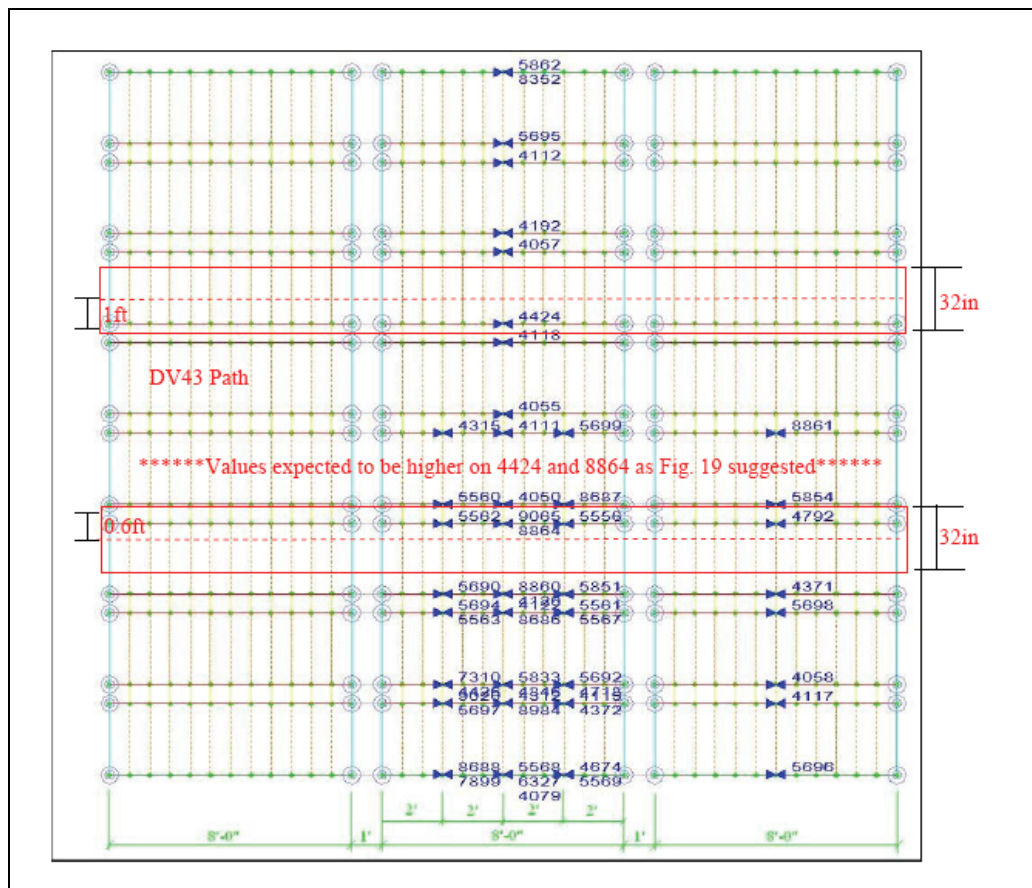 5862
8352
5695
4112
4192
4057
32in
1ft
4424
4118
DV43 Path
4055
4315 4111 5699 8861
******Values expected to be higher on 4424 and 8864 as Fig. 19 suggested******
5560 4050 8687 5854
0.6ft
5562 9065 5556 4792
8864
32in
5690 8860 5851 4371
5694 4122 5561 5698
5563 8686 5567
7310 5833 5692 4058
4312 4119 4117
5697 8984 4372
8688 5568 4674 5696
7899 6327 5569
4079
2' 2' 2' 2'
8'-0" 1' 8'-0" 1' 8'-0"